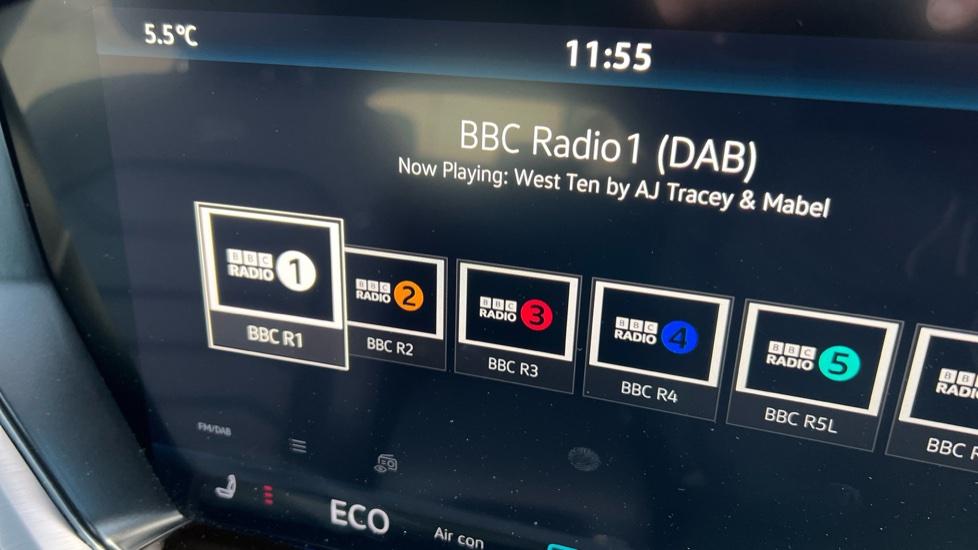 5.5°C
11:55
BBC Radio1 (DAB)
Now Playing: West Ten by AJ Tracey & Mabel
BBC RADIO 1
BBC RADIO 2
BBC RADIO 3
BBC RADIO 4
BBC RADIO 5
BBC
BBC R1
BBC R2
BBC R3
BBC R4
BBC R5L
BBC
FM/DAB
ECO
Air con